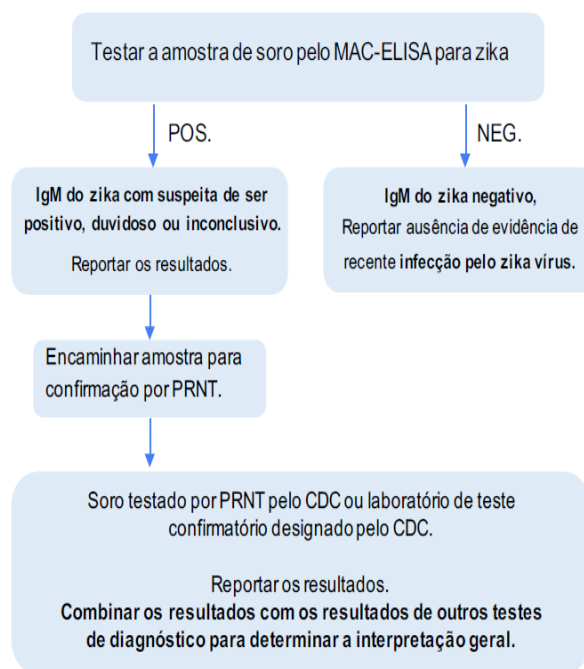 Testar a amostra de soro pelo MAC-ELISA para zika
POS.
NEG.
IgM do zika com suspeita de ser
positivo, duvidoso ou inconclusivo.
Reportar os resultados.
IgM do zika negativo,
Reportar ausência de evidência de
recente infecção pelo zika vírus.
Encaminhar amostra para
confirmação por PRNT.
Soro testado por PRNT pelo CDC ou laboratório de teste
confirmatório designado pelo CDC.
Reportar os resultados.
Combinar os resultados com os resultados de outros testes
de diagnóstico para determinar a interpretação geral.